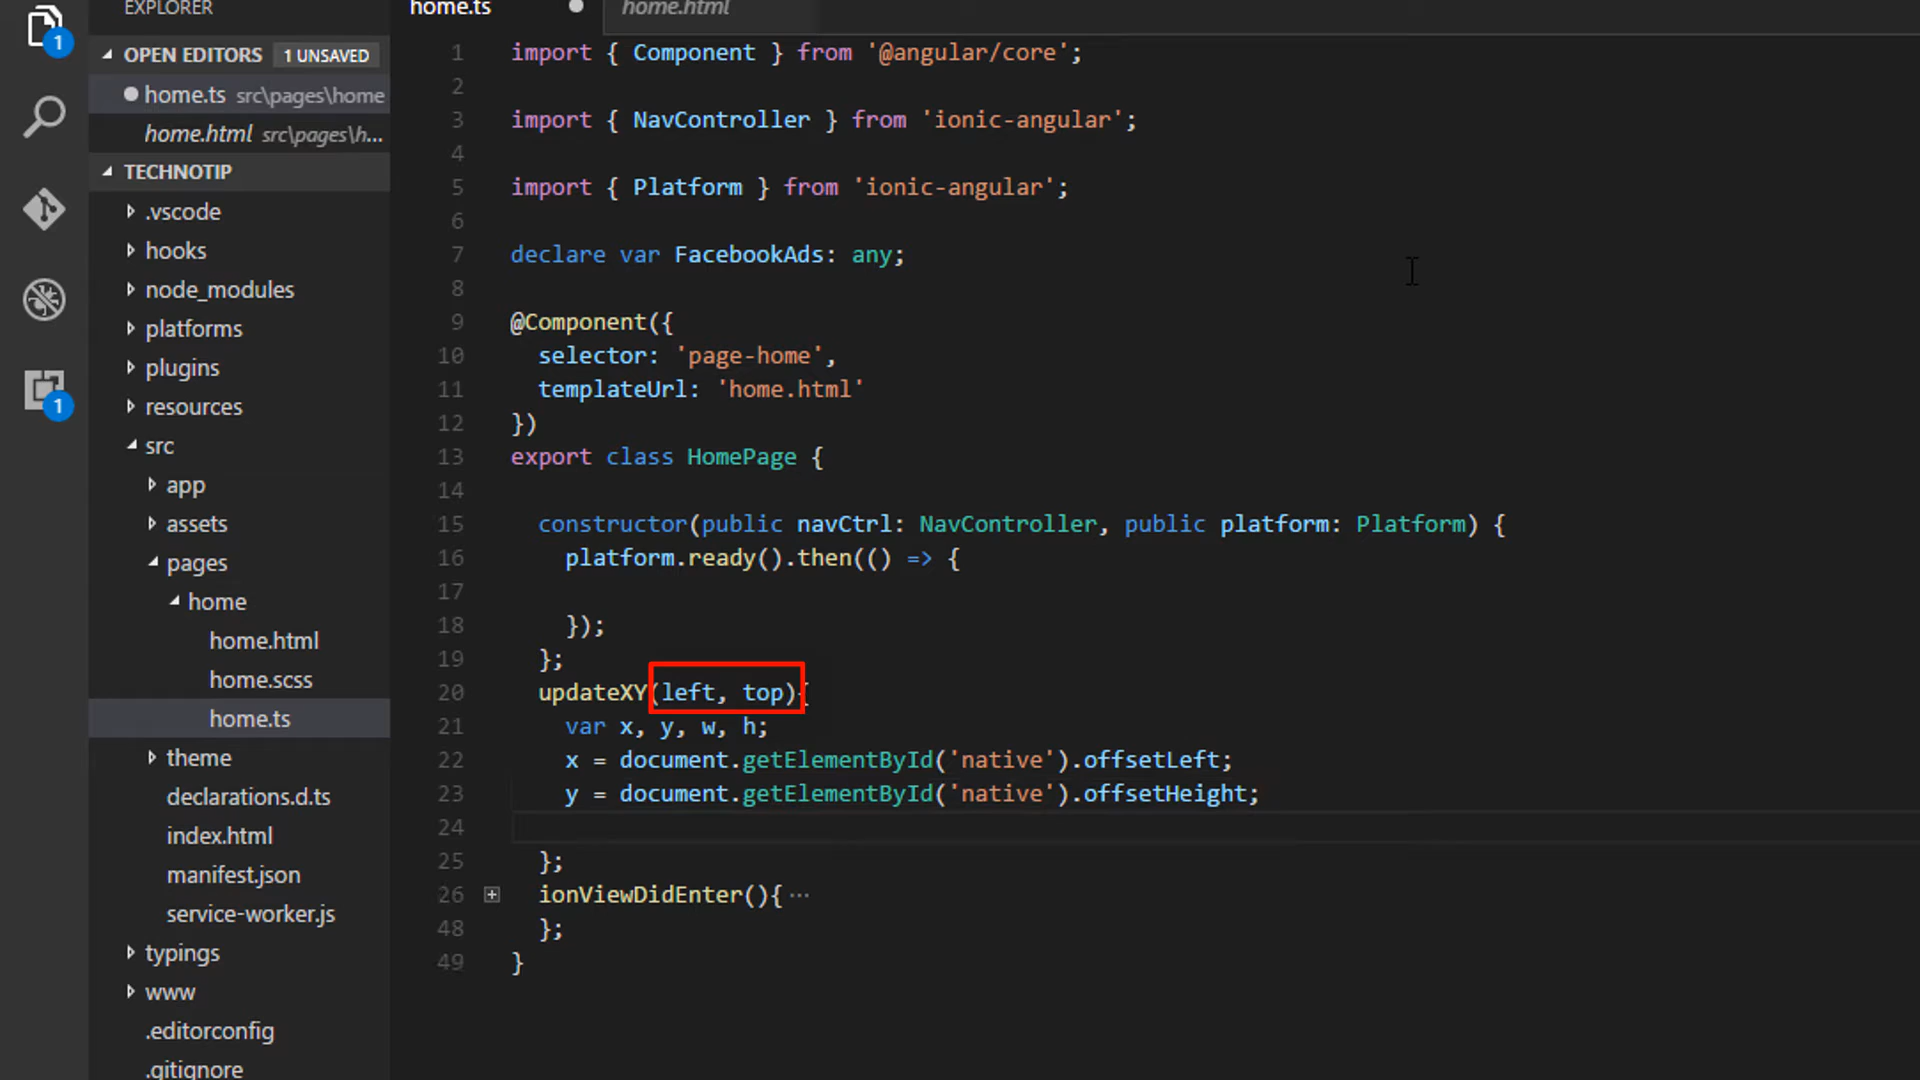 EXPLORER
OPEN EDITORS 1 UNSAVED
home.ts src\pages\home
home.html src\pages\h...
TECHNOTIP
.vscode
hooks
node_modules
platforms
plugins
resources
src
app
assets
pages
home
home.html
home.scss
home.ts
theme
declarations.d.ts
index.html
manifest.json
service-worker.js
typings
www
.editorconfig
.gitignore
1
1
home.ts home.html
1 import { Component } from '@angular/core';
2
3 import { NavController } from 'ionic-angular';
4
5 import { Platform } from 'ionic-angular';
6
7 declare var FacebookAds: any;
8
9 @Component({
10 selector: 'page-home',
11 templateUrl: 'home.html'
12 })
13 export class HomePage {
14
15 constructor(public navCtrl: NavController, public platform: Platform) {
16 platform.ready().then(() => {
17
18 });
19 };
20 updateXY(left, top){
21 var x, y, w, h;
22 x = document.getElementById('native').offsetLeft;
23 y = document.getElementById('native').offsetHeight;
24
25 };
26 ionViewDidEnter(){ ...
48 };
49 }